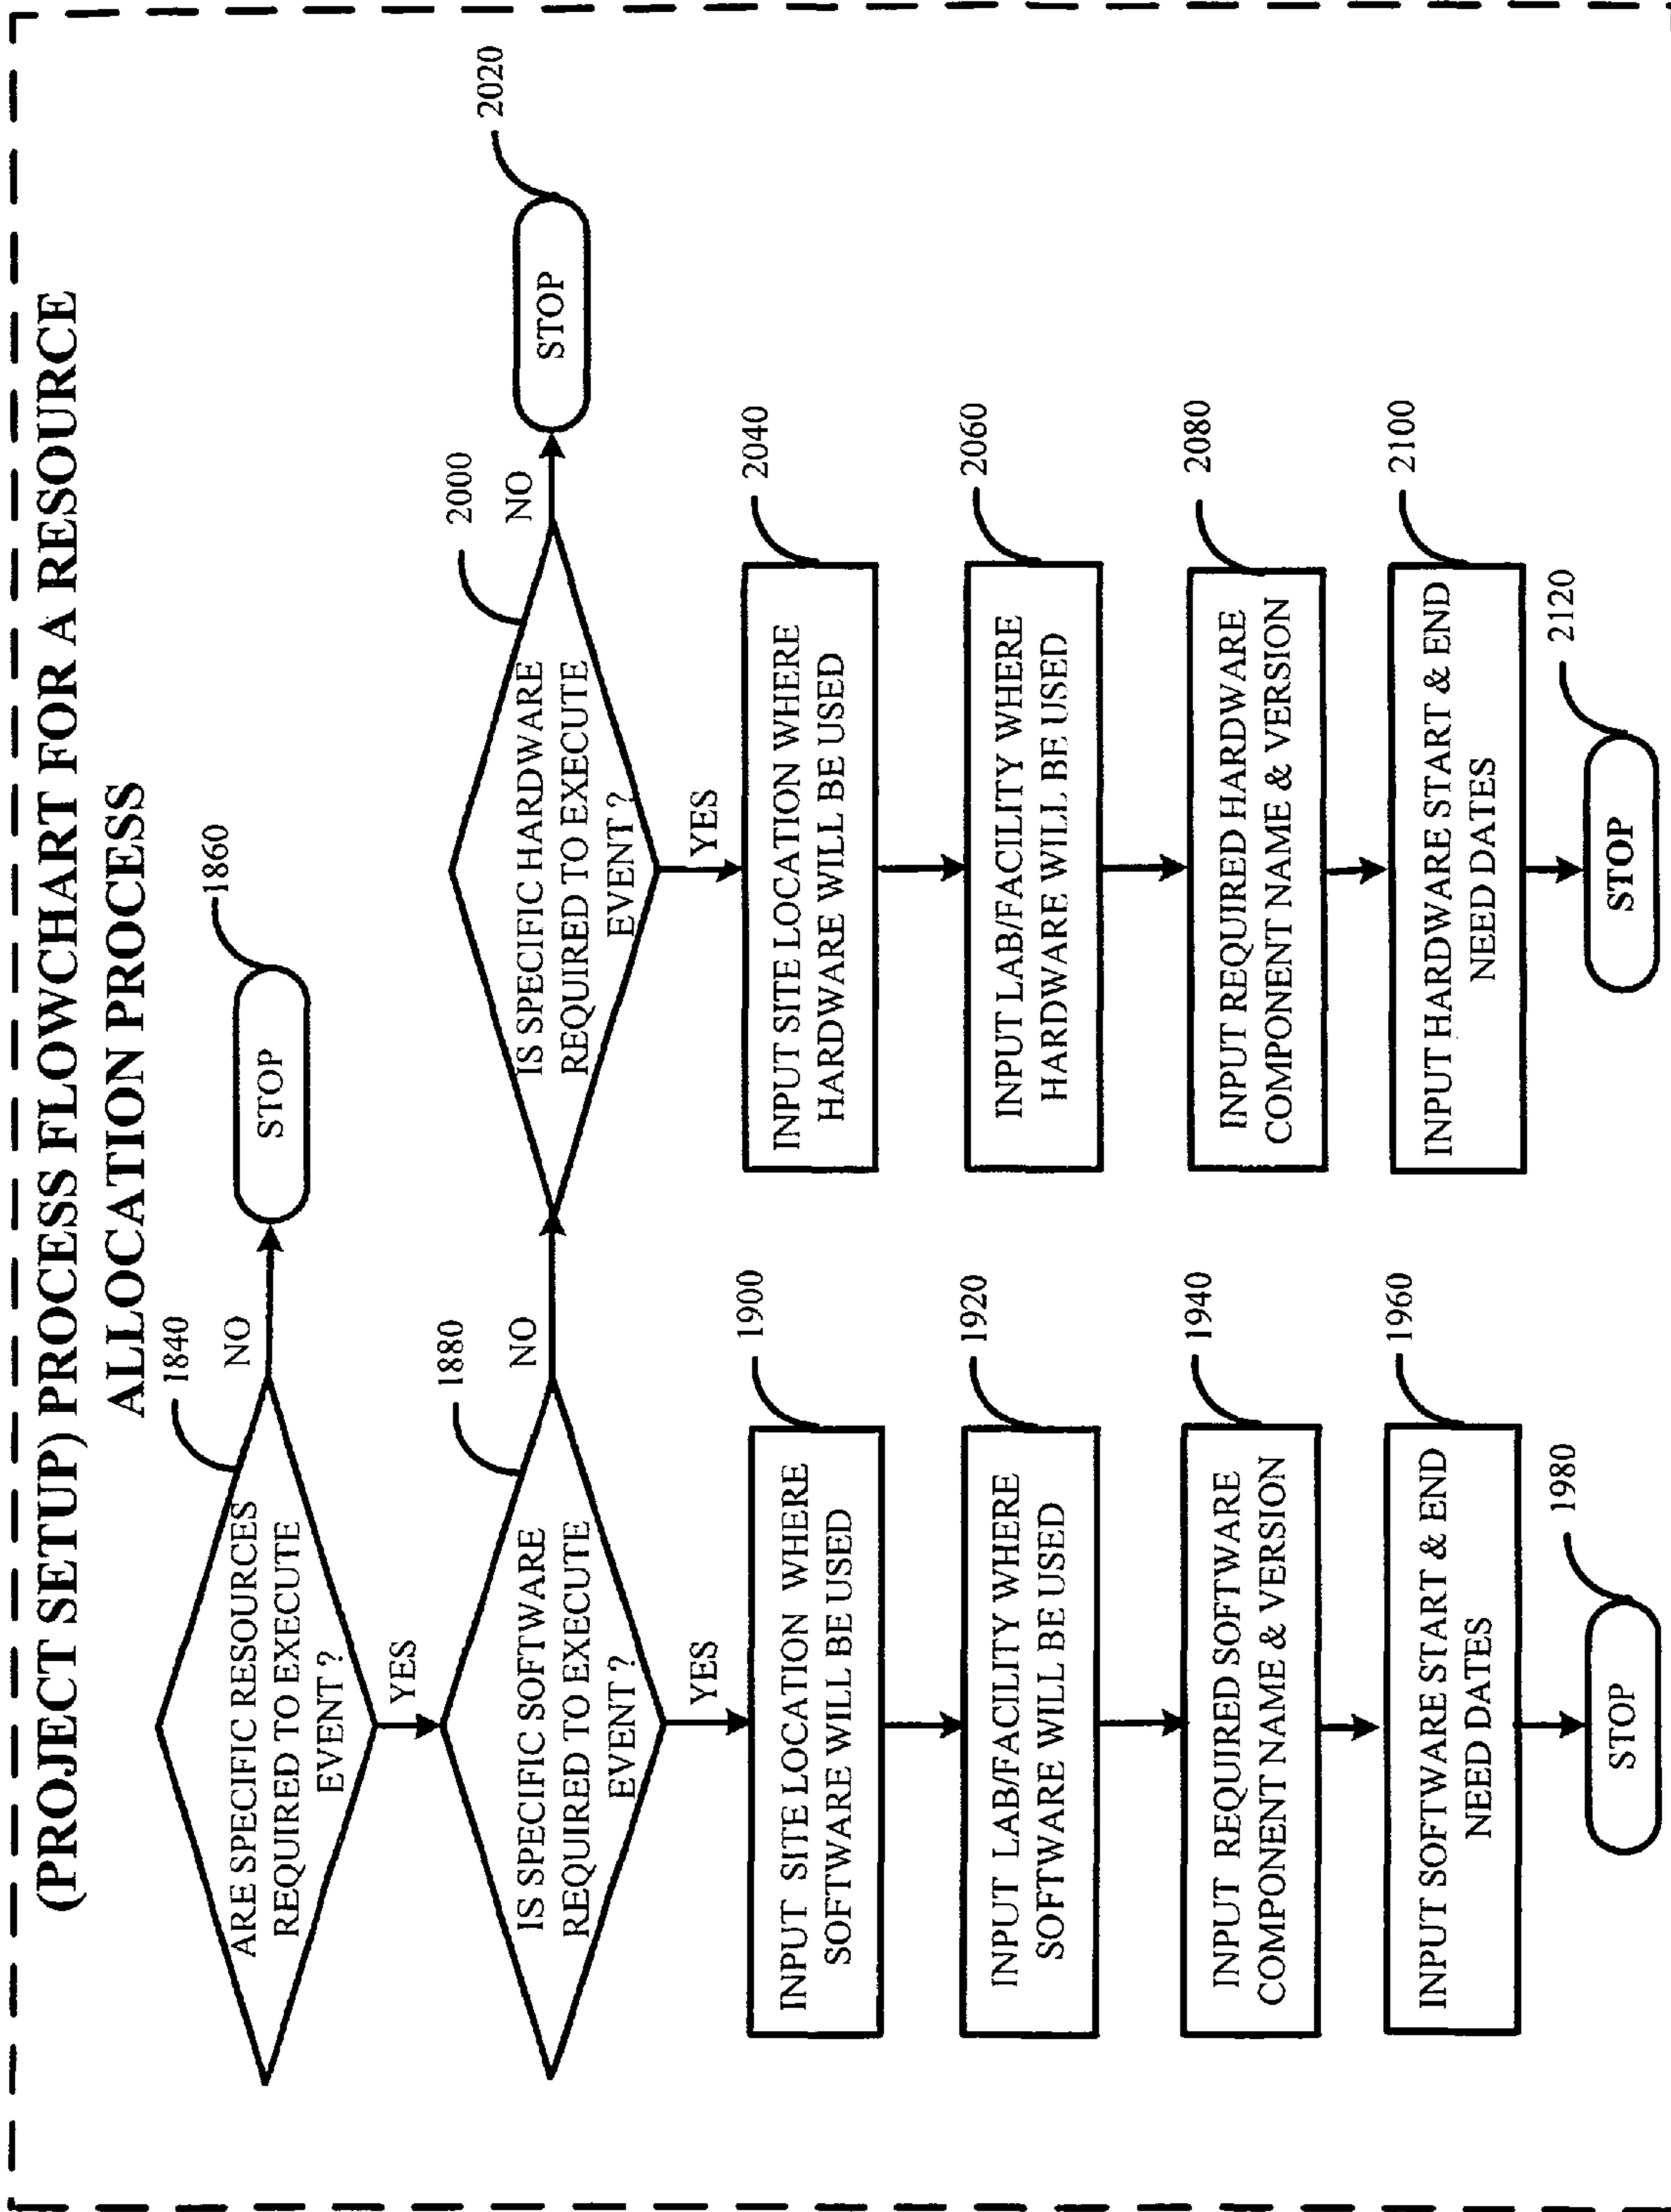 (PROJECT SETUP) PROCESS FLOWCHART FOR A RESOURCE
ALLOCATION PROCESS
1840
ARE SPECIFIC RESOURCES
REQUIRED TO EXECUTE
EVENT ?
NO
1860
STOP
YES
1880
IS SPECIFIC SOFTWARE
REQUIRED TO EXECUTE
EVENT ?
NO
2000
IS SPECIFIC HARDWARE
REQUIRED TO EXECUTE
EVENT ?
NO
2020
STOP
YES
1900
INPUT SITE LOCATION WHERE
SOFTWARE WILL BE USED
1920
INPUT LAB/FACILITY WHERE
SOFTWARE WILL BE USED
1940
INPUT REQUIRED SOFTWARE
COMPONENT NAME & VERSION
1960
INPUT SOFTWARE START & END
NEED DATES
1980
STOP
YES
2040
INPUT SITE LOCATION WHERE
HARDWARE WILL BE USED
2060
INPUT LAB/FACILITY WHERE
HARDWARE WILL BE USED
2080
INPUT REQUIRED HARDWARE
COMPONENT NAME & VERSION
2100
INPUT HARDWARE START & END
NEED DATES
2120
STOP